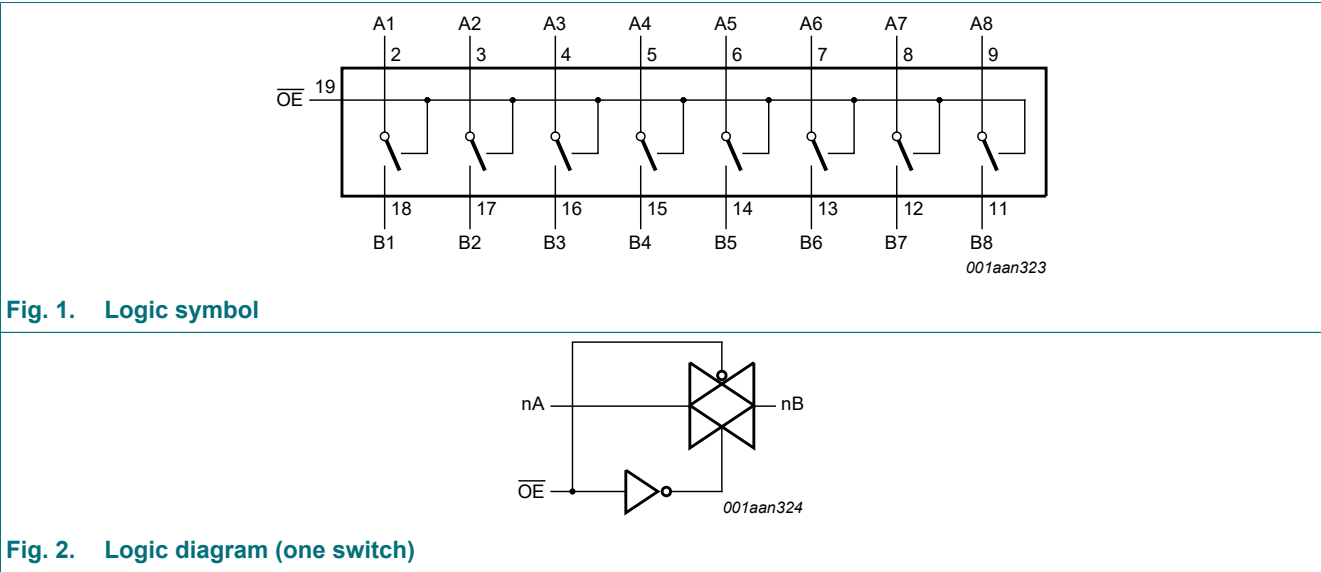 A1 A2 A3 A4 A5 A6 A7 A8
2 3 4 5 6 7 8 9
O̅E̅ 19
18 17 16 15 14 13 12 11
B1 B2 B3 B4 B5 B6 B7 B8
001aan323
Fig. 1. Logic symbol
nA nB
O̅E̅
001aan324
Fig. 2. Logic diagram (one switch)